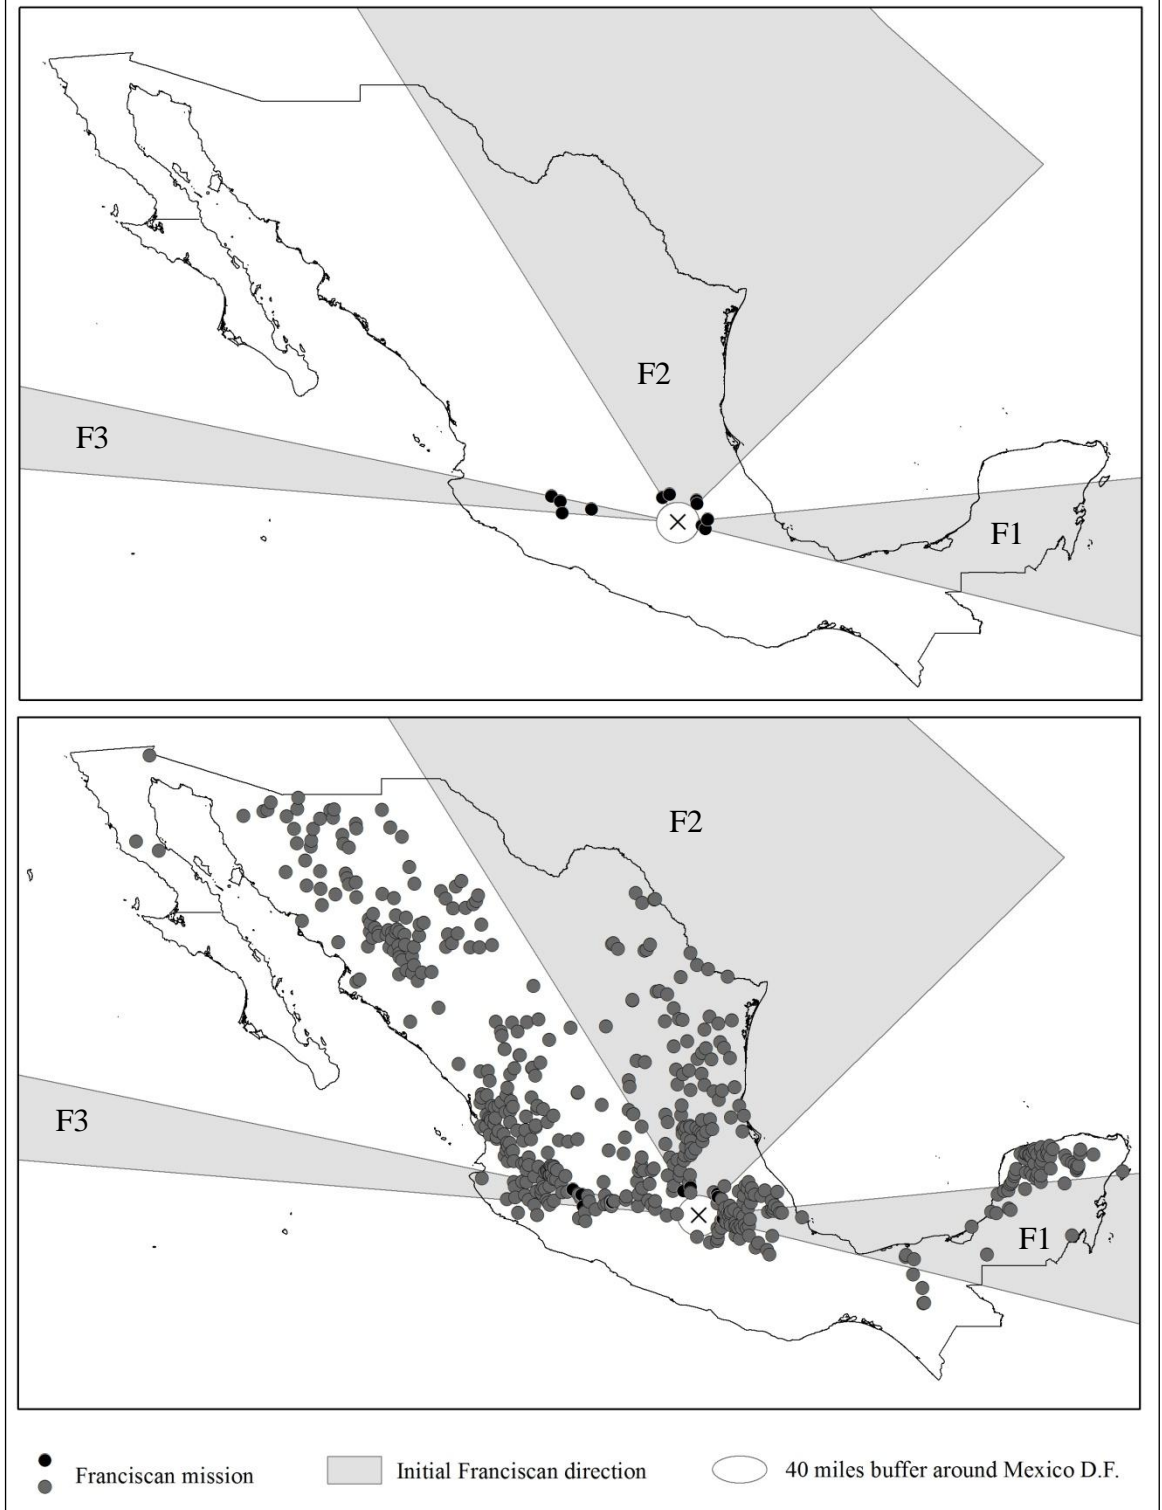 F2
F3
F1
F2
F3
F1
Franciscan mission
Initial Franciscan direction
40 miles buffer around Mexico D.F.